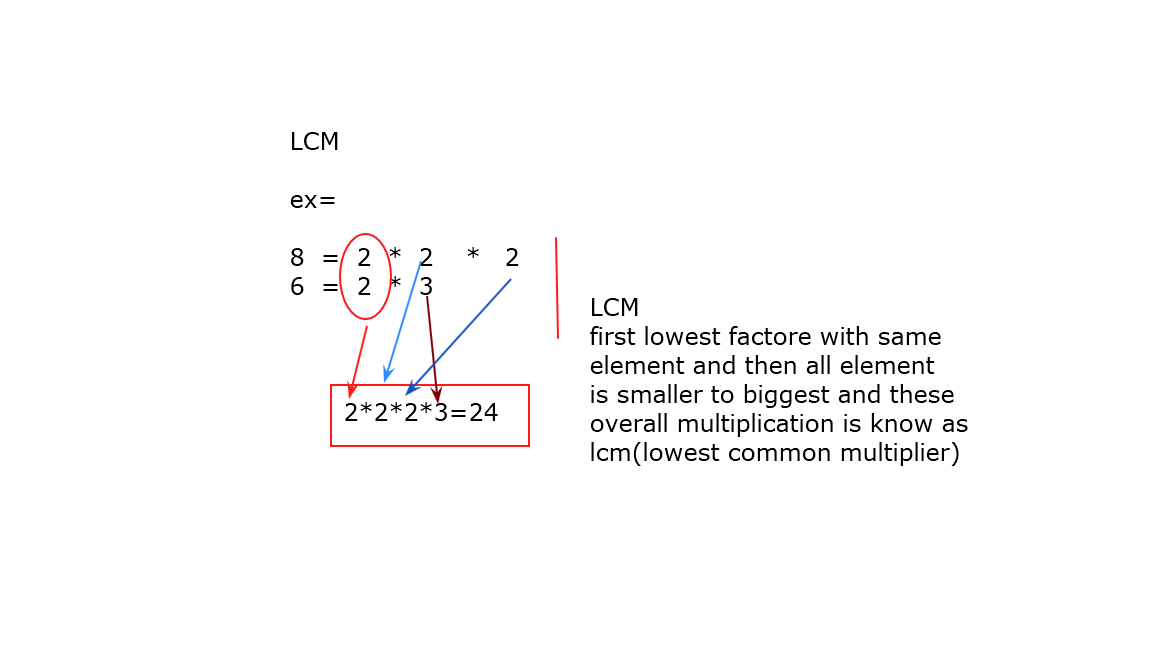 LCM
ex=
8 = 2 * 2 * 2
6 = 2 * 3
2*2*2*3=24
LCM
first lowest factore with same
element and then all element
is smaller to biggest and these
overall multiplication is know as
lcm(lowest common multiplier)